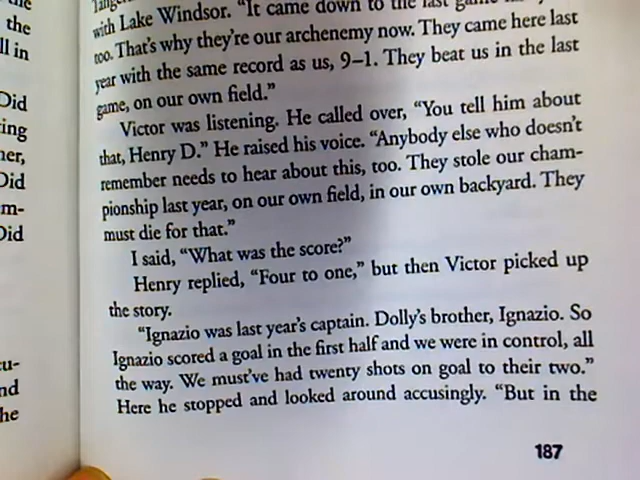 the
ll in
Did
ing
ner,
Did
m-
Did
cu-
nd
he
with Lake Windsor. "It came down to the last game
too. That's why they're our archenemy now. They came here last
year with the same record as us, 9–1. They beat us in the last
game, on our own field."
Victor was listening. He called over, "You tell him about
that, Henry D." He raised his voice. "Anybody else who doesn't
remember needs to hear about this, too. They stole our cham-
pionship last year, on our own field, in our own backyard. They
must die for that."
I said, "What was the score?"
Henry replied, "Four to one," but then Victor picked up
the story.
"Ignazio was last year's captain. Dolly's brother, Ignazio. So
Ignazio scored a goal in the first half and we were in control, all
the way. We must've had twenty shots on goal to their two."
Here he stopped and looked around accusingly. "But in the
187